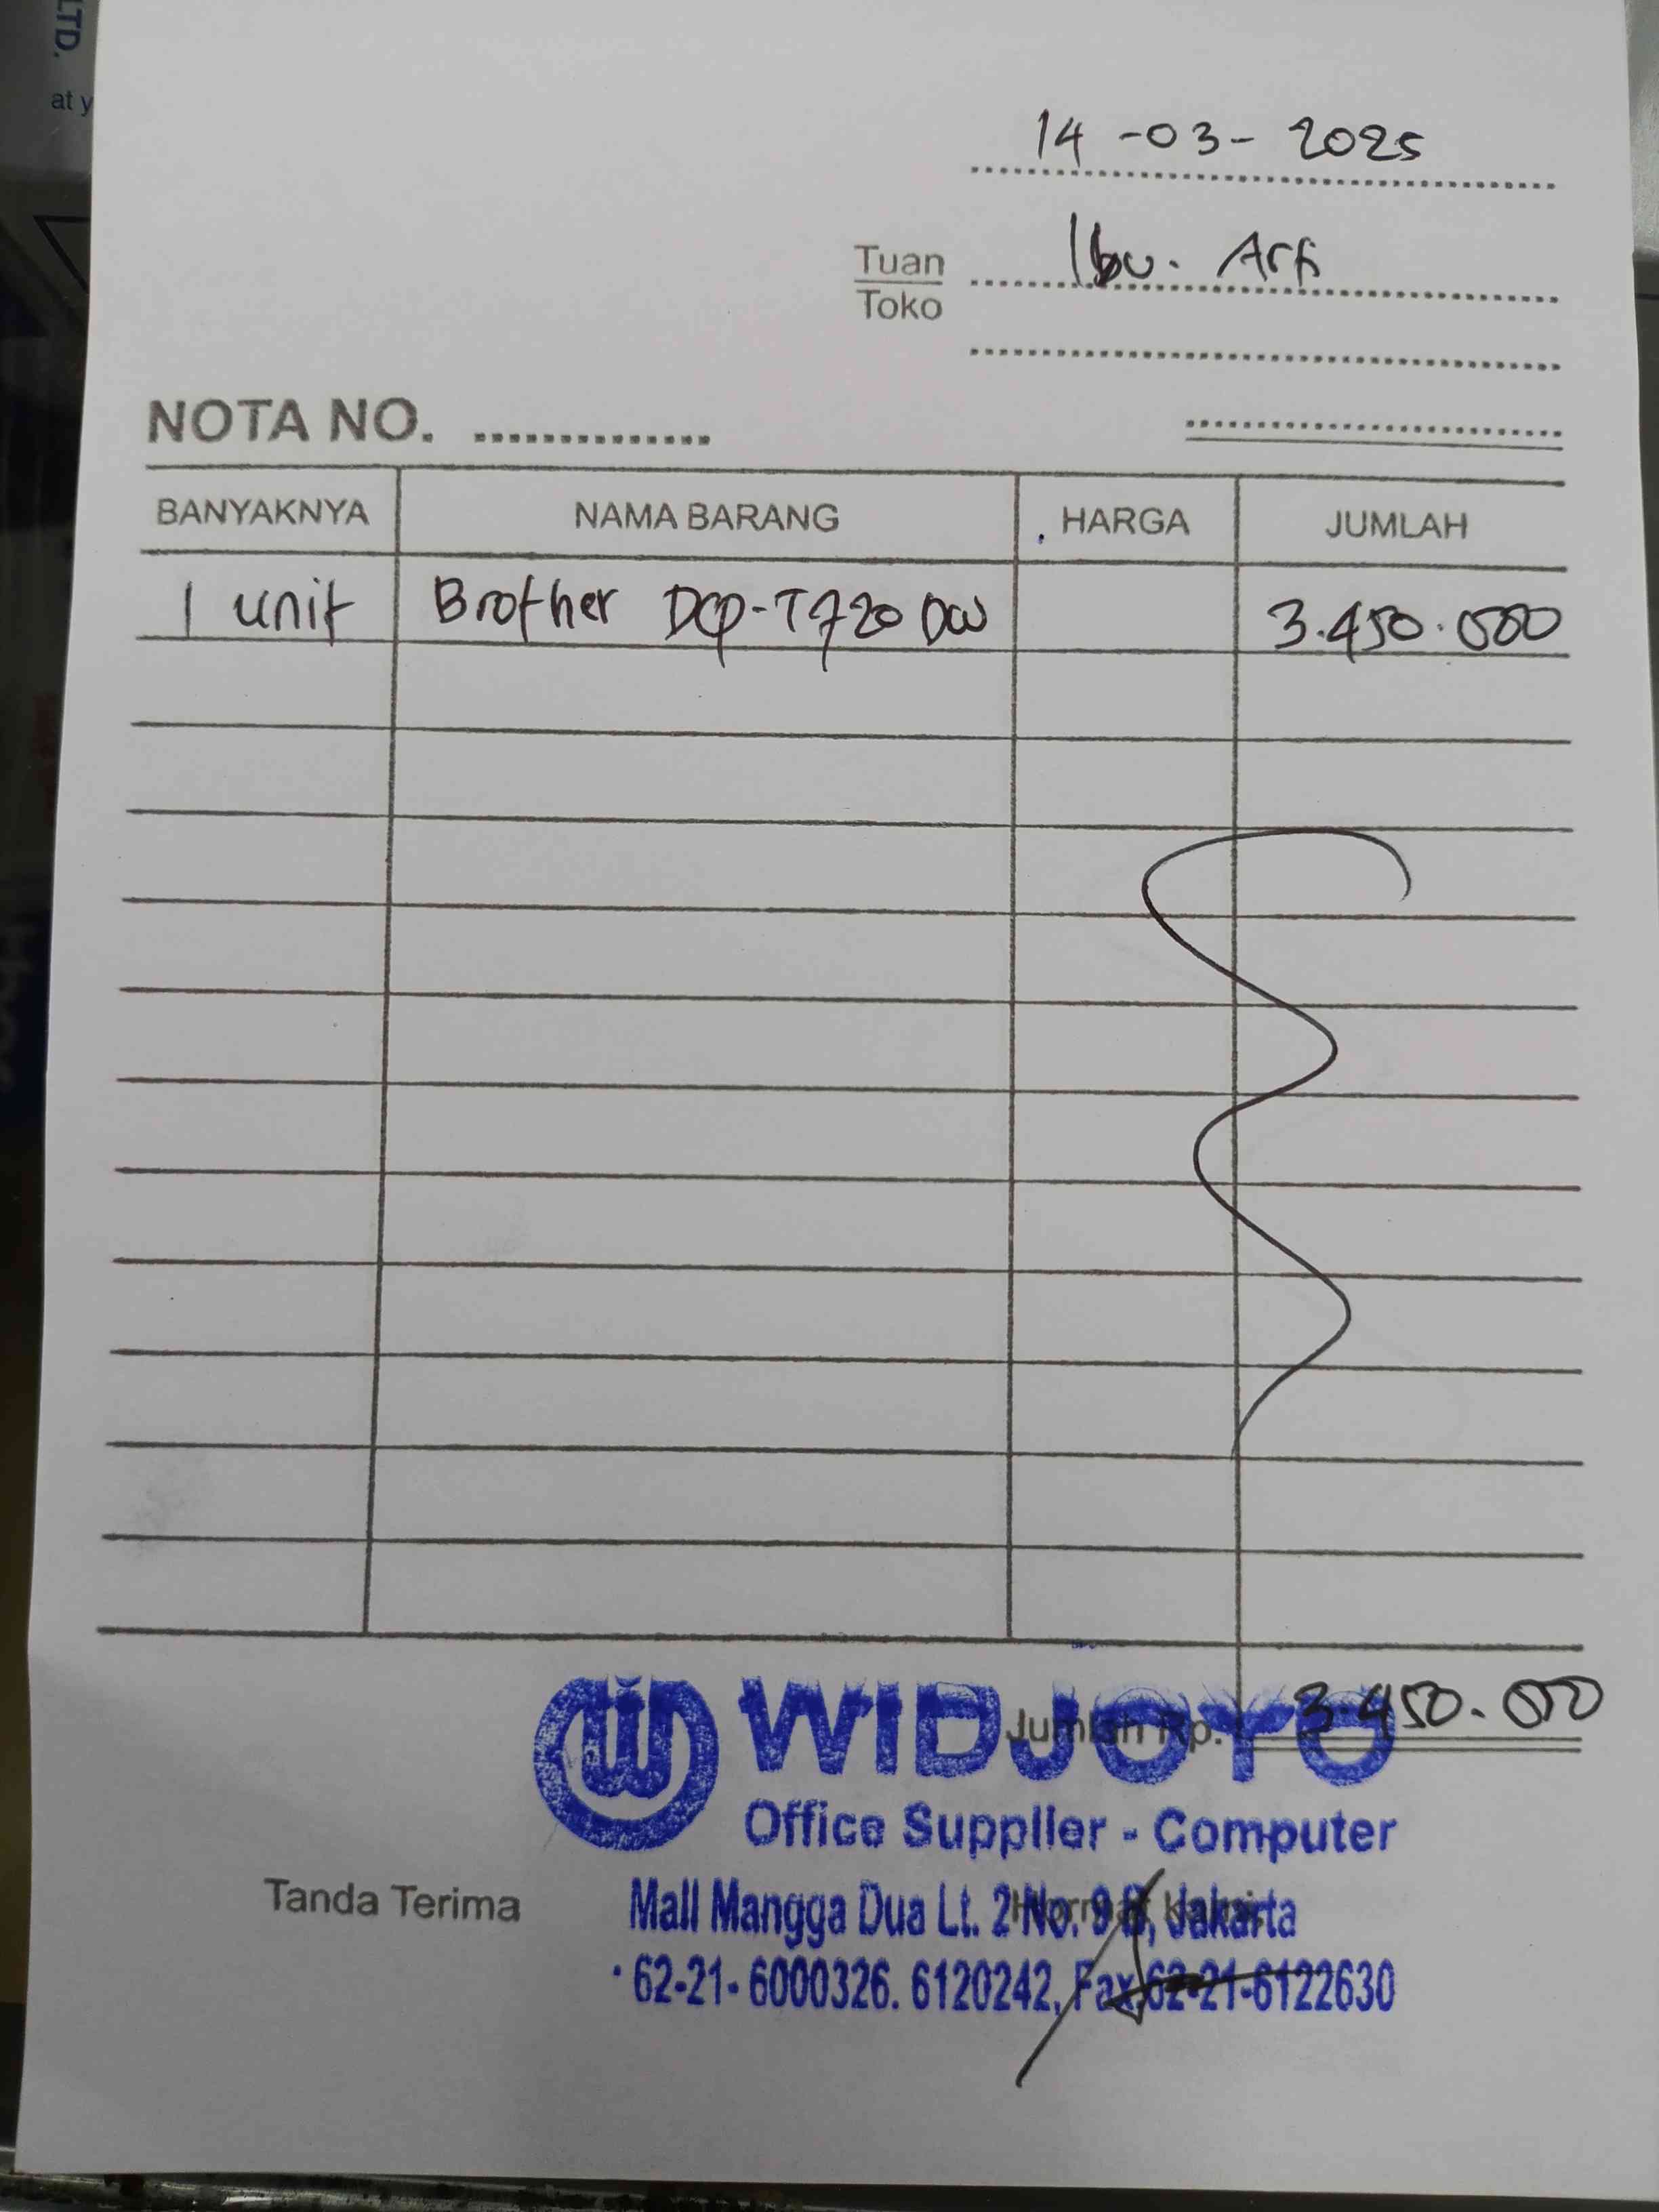 LTD.
at y
14-03-2025
Tuan
Toko
Ibu. Arfi
NOTA NO. ..............
BANYAKNYA NAMA BARANG HARGA JUMLAH
1 unit Brother DCP-T720 DW 3.450.000
Jumlah Rp. 3.450.000
WIDJOYO
Office Supplier - Computer
Tanda Terima
Hormat Kami,
Mall Mangga Dua Lt. 2 No. 9 B, Jakarta
62-21- 6000326. 6120242, Fax, 62-21-6122630